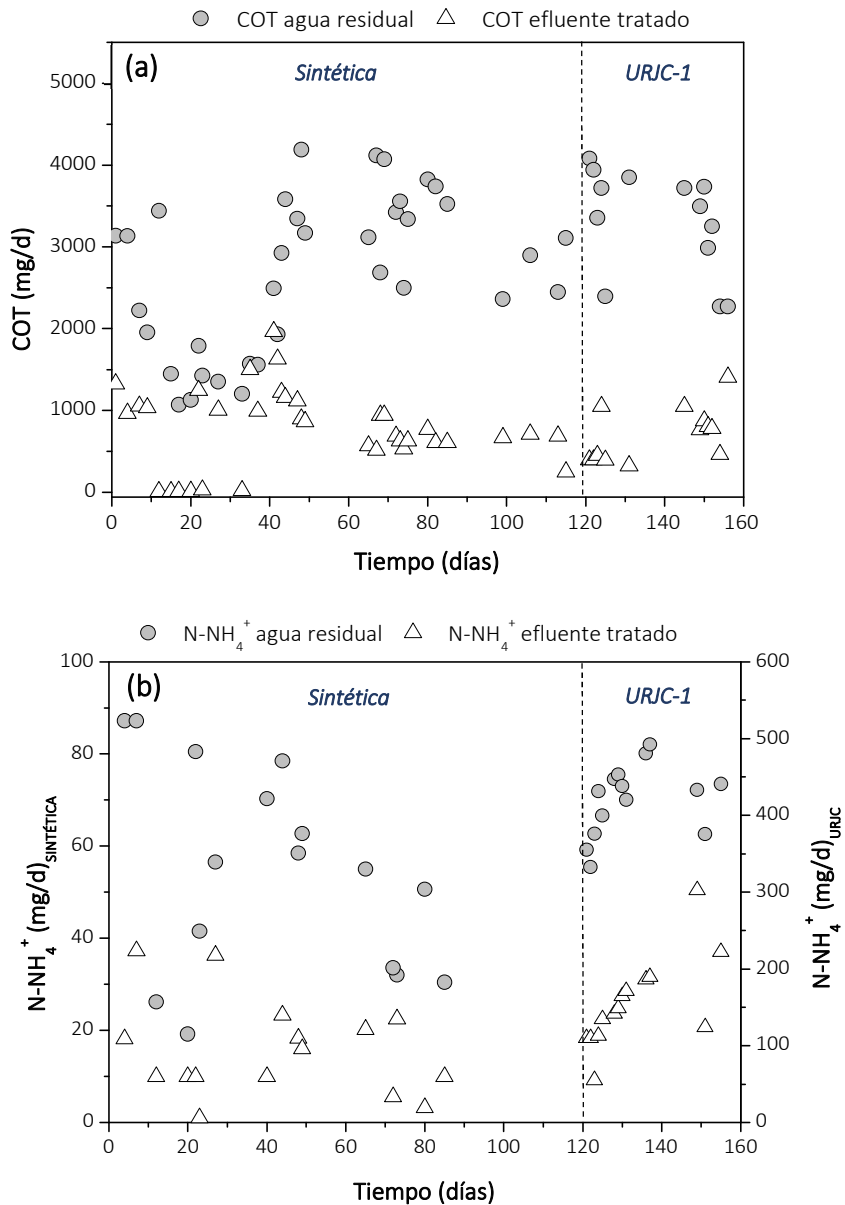 COT agua residual COT efluente tratado
(a) Sintética URJC-1
5000
4000
3000
2000
1000
0
COT (mg/d)
0 20 40 60 80 100 120 140 160
Tiempo (días)
N-NH4+ agua residual N-NH4+ efluente tratado
(b) Sintética URJC-1
100 600
80 500
60 400
40 300
20 200
0 100
0
N-NH4+ (mg/d)SINTÉTICA
N-NH4+ (mg/d)URJC
0 20 40 60 80 100 120 140 160
Tiempo (días)